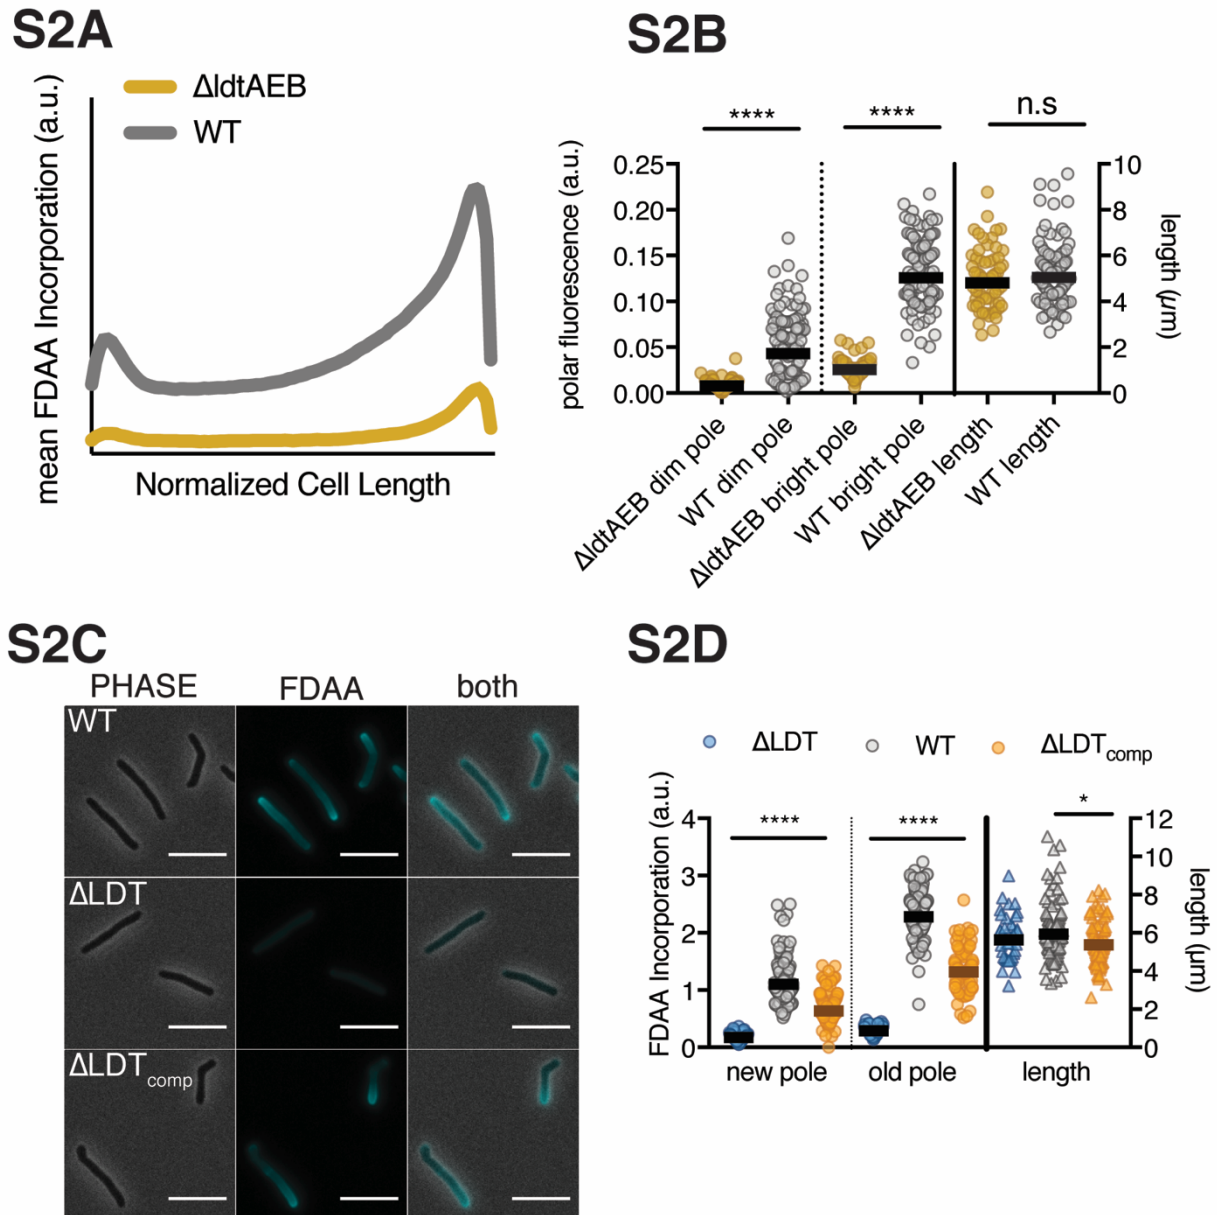 S2A
ΔldtAEB
WT
mean FDAA Incorporation (a.u.)
Normalized Cell Length
S2B
**** **** n.s
polar fluorescence (a.u.)
0.25
0.20
0.15
0.10
0.05
0.00
10
8
6
4
2
0
length (μm)
ΔldtAEB dim pole
WT dim pole
ΔldtAEB bright pole
WT bright pole
ΔldtAEB length
WT length
S2C
PHASE FDAA both
WT
ΔLDT
ΔLDTcomp
S2D
ΔLDT WT ΔLDTcomp
FDAA Incorporation (a.u.)
4
3
2
1
0
**** **** *
12
10
8
6
4
2
0
length (μm)
new pole old pole length